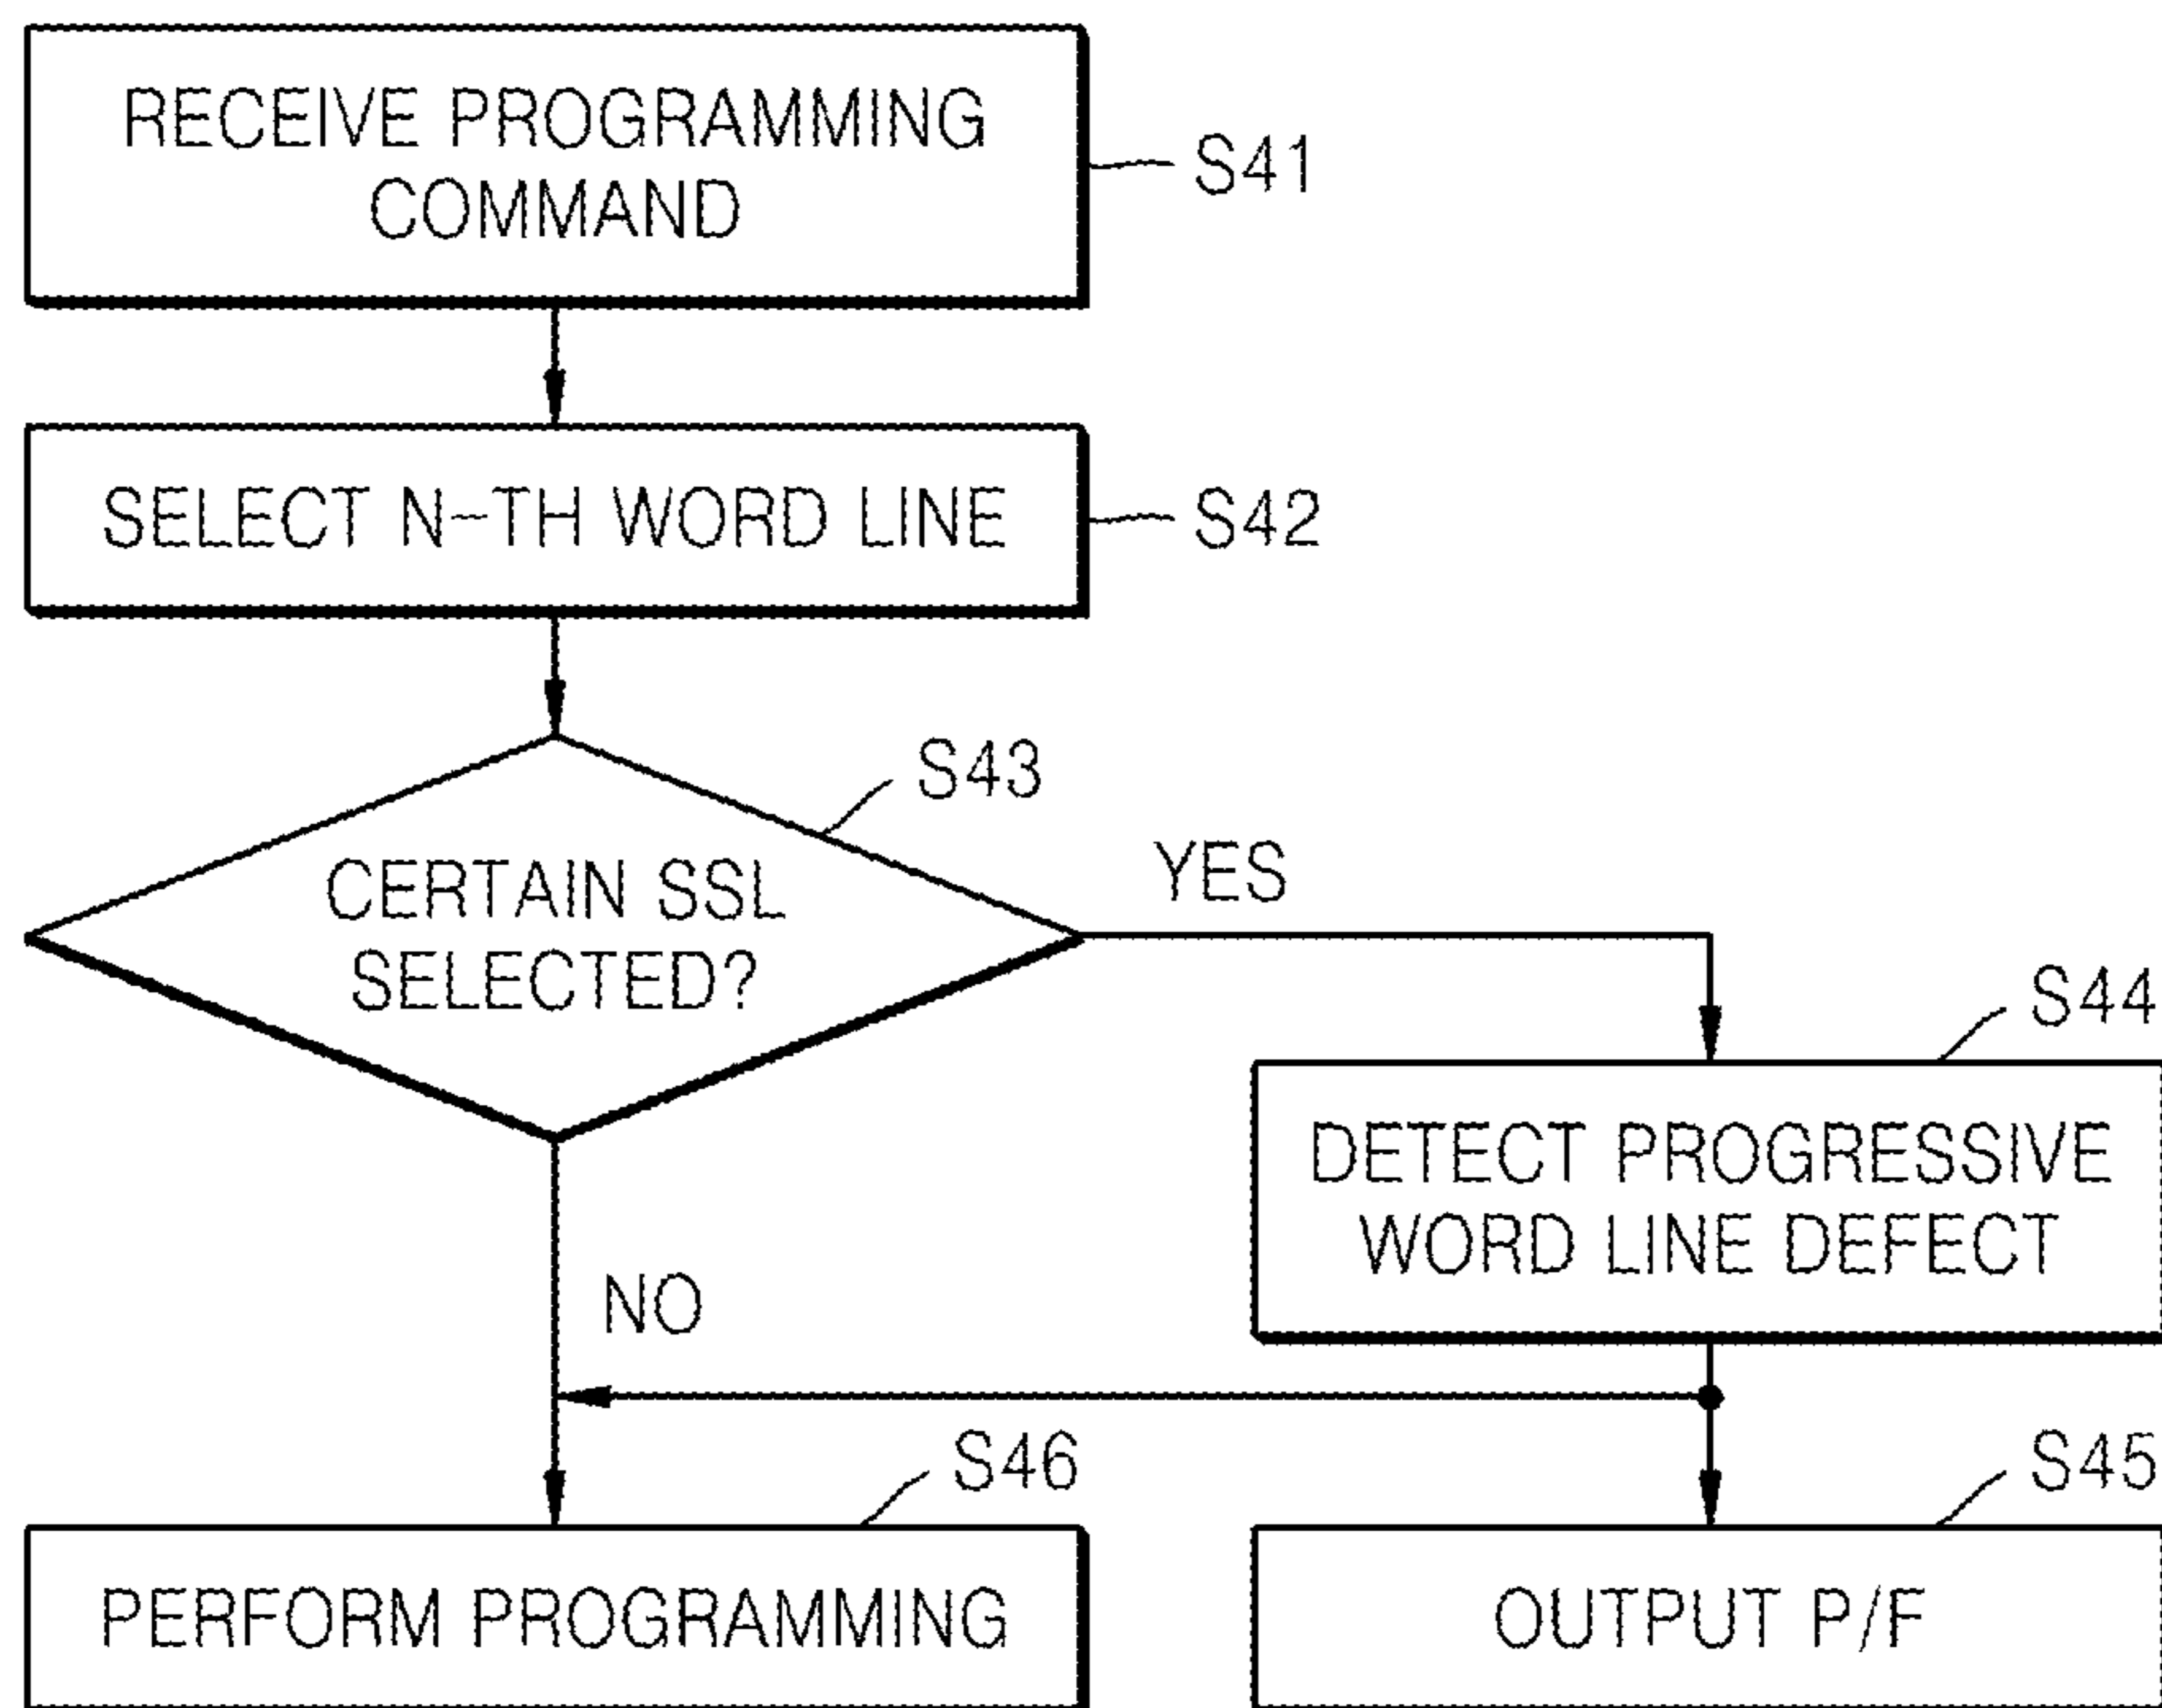 RECEIVE PROGRAMMING
COMMAND
S41
SELECT N-TH WORD LINE
S42
S43
CERTAIN SSL
SELECTED?
YES
S44
DETECT PROGRESSIVE
WORD LINE DEFECT
NO
S46
S45
PERFORM PROGRAMMING
OUTPUT P/F